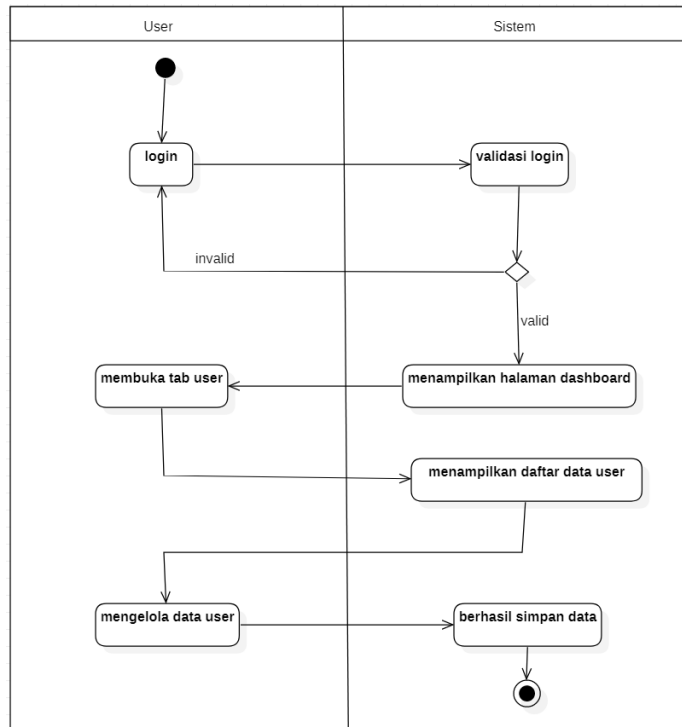 User
Sistem
login
validasi login
invalid
valid
membuka tab user
menampilkan halaman dashboard
menampilkan daftar data user
mengelola data user
berhasil simpan data